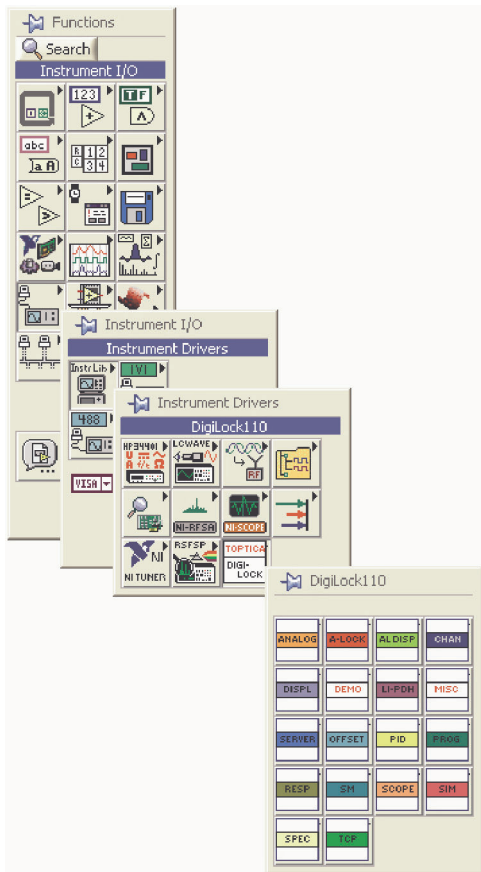 Functions
Search
Instrument I/O
123 TF
abc
a A
R 1 2
C 3 4
Instrument I/O
Instrument Drivers
Instr Lib IVI
488
VISA
Instrument Drivers
DigiLock110
HP34401 LCWAVE
RF
NI-RFSA NI-SCOPE
NI RSFSP TOPTICA
NI TUNER DIGI-
LOCK
DigiLock110
ANALOG A-LOCK ALDISP CHAN
DISPL DEMO LI-PDH MISC
SERVER OFFSET PID PROG
RESP SM SCOPE SIM
SPEC TCP